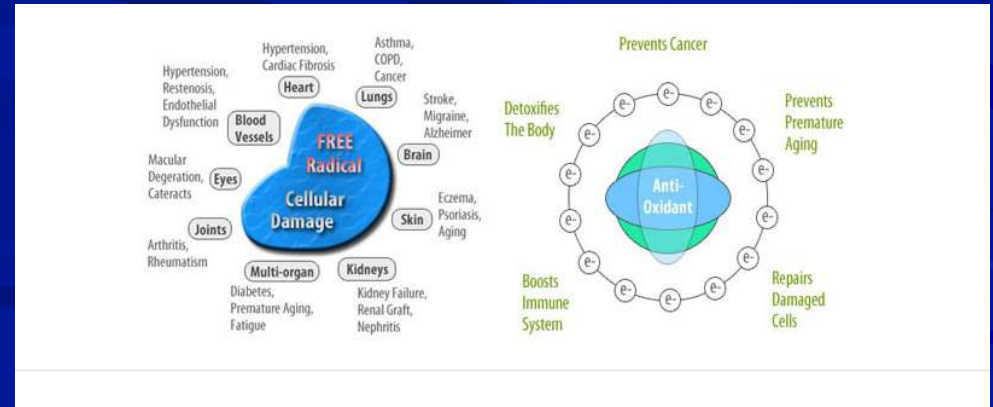 Hypertension,
Cardiac Fibrosis
Heart
Asthma,
COPD,
Cancer
Lungs
Hypertension,
Restenosis,
Endothelial
Dysfunction
Blood
Vessels
Stroke,
Migraine,
Alzheimer
Brain
FREE
Radical
Cellular
Damage
Macular
Degeration,
Cateracts
Eyes
Eczema,
Psoriasis,
Aging
Skin
Joints
Arthritis,
Rheumatism
Multi-organ
Diabetes,
Premature Aging,
Fatigue
Kidneys
Kidney Failure,
Renal Graft,
Nephritis
Prevents Cancer
Detoxifies
The Body
Prevents
Premature
Aging
e-
e-
e-
e-
e-
e-
e-
e-
e-
e-
e-
e-
e-
e-
Anti-
Oxidant
Boosts
Immune
System
Repairs
Damaged
Cells